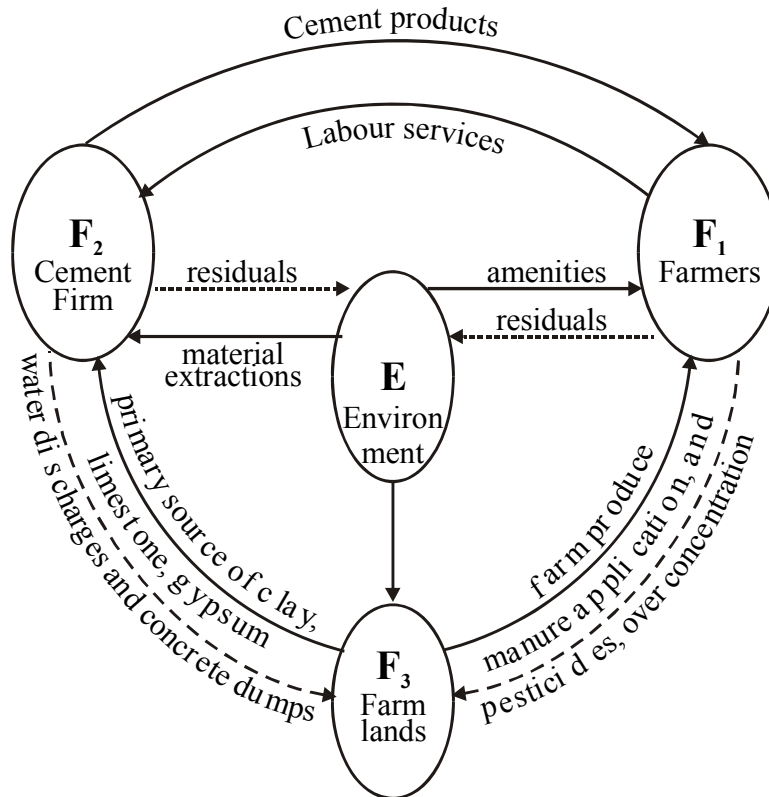 Cement products
Labour services
F₂
Cement
Firm
F₁
Farmers
residuals
amenities
residuals
material
extractions
E
Environ
ment
primary source of clay,
limestone, gypsum
water discharges and concrete dumps
farm produce
manure application, and
pesticides, over concentration
F₃
Farm
lands